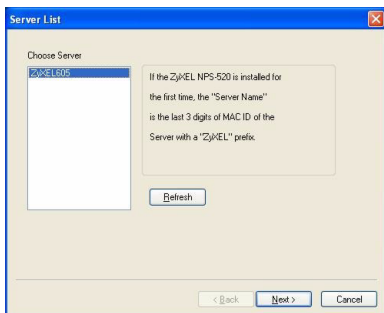 Server List
Choose Server
ZyXEL605
If the ZyXEL NPS-520 is installed for
the first time, the "Server Name"
is the last 3 digits of MAC ID of the
Server with a "ZyXEL" prefix.
Refresh
< Back
Next >
Cancel